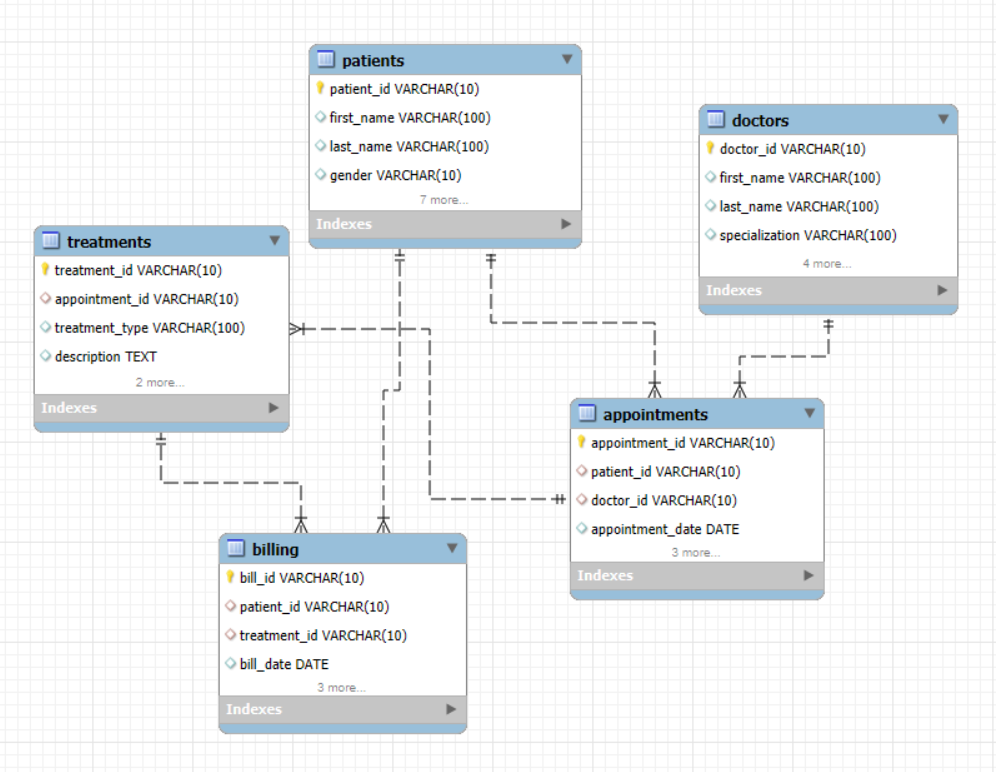 patients
patient_id VARCHAR(10)
first_name VARCHAR(100)
last_name VARCHAR(100)
gender VARCHAR(10)
7 more...
Indexes
doctors
doctor_id VARCHAR(10)
first_name VARCHAR(100)
last_name VARCHAR(100)
specialization VARCHAR(100)
4 more...
Indexes
treatments
treatment_id VARCHAR(10)
appointment_id VARCHAR(10)
treatment_type VARCHAR(100)
description TEXT
2 more...
Indexes
appointments
appointment_id VARCHAR(10)
patient_id VARCHAR(10)
doctor_id VARCHAR(10)
appointment_date DATE
3 more...
Indexes
billing
bill_id VARCHAR(10)
patient_id VARCHAR(10)
treatment_id VARCHAR(10)
bill_date DATE
3 more...
Indexes